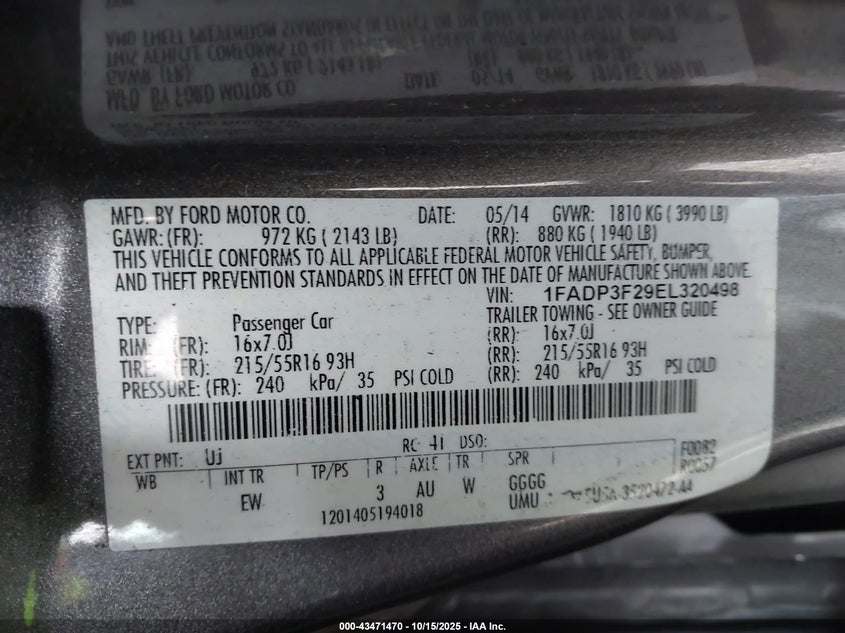 MFD. BY FORD MOTOR CO. DATE: 05/14 GVWR: 1810 KG ( 3990 LB)
GAWR: (FR): 972 KG ( 2143 LB) (RR): 880 KG ( 1940 LB)
THIS VEHICLE CONFORMS TO ALL APPLICABLE FEDERAL MOTOR VEHICLE SAFETY, BUMPER,
AND THEFT PREVENTION STANDARDS IN EFFECT ON THE DATE OF MANUFACTURE SHOWN ABOVE.
VIN: 1FADP3F29EL320498
TYPE: Passenger Car TRAILER TOWING - SEE OWNER GUIDE
RIM: (FR): 16x7.0J (RR): 16x7.0J
TIRE: (FR): 215/55R16 93H (RR): 215/55R16 93H
PRESSURE: (FR): 240 kPa/ 35 PSI COLD (RR): 240 kPa/ 35 PSI COLD
EXT PNT: UJ RC: 41 DSO:
WB INT TR TP/PS R AXLE TR SPR
EW 3 AU W GGGG
UMU
1201405194018
000-43471470 - 10/15/2025 - IAA Inc.